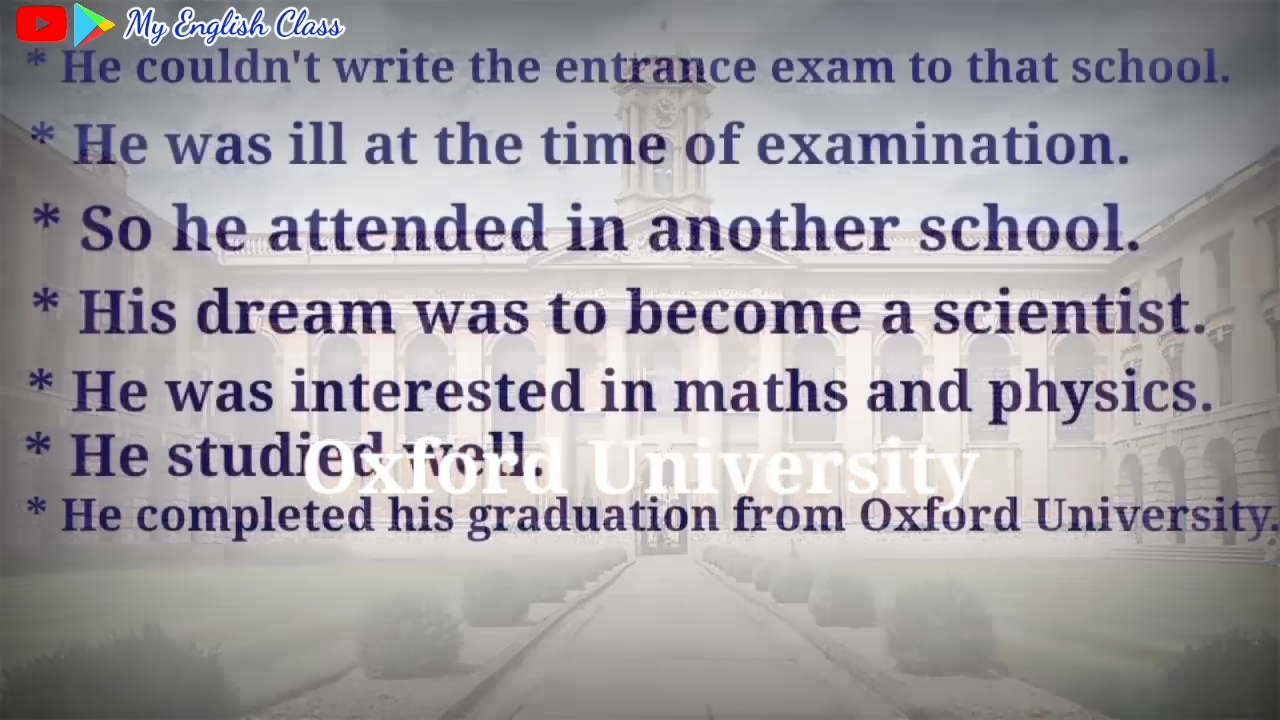 My English Class
* He couldn't write the entrance exam to that school.
* He was ill at the time of examination.
* So he attended in another school.
* His dream was to become a scientist.
* He was interested in maths and physics.
* He studied well.
Oxford University
* He completed his graduation from Oxford University.